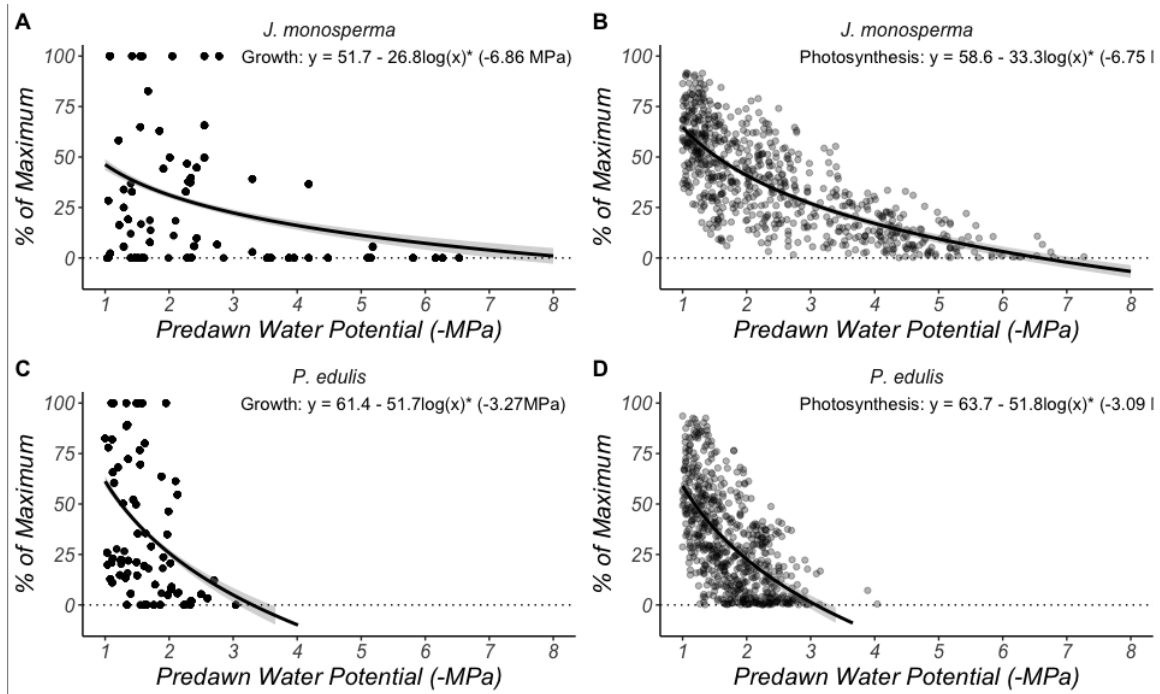 A
J. monosperma
Growth: y = 51.7 - 26.8log(x)* (-6.86 MPa)
100
75
50
25
0
% of Maximum
1 2 3 4 5 6 7 8
Predawn Water Potential (-MPa)
B
J. monosperma
Photosynthesis: y = 58.6 - 33.3log(x)* (-6.75
100
75
50
25
0
% of Maximum
1 2 3 4 5 6 7 8
Predawn Water Potential (-MPa)
C
P. edulis
Growth: y = 61.4 - 51.7log(x)* (-3.27MPa)
100
75
50
25
0
% of Maximum
1 2 3 4 5 6 7 8
Predawn Water Potential (-MPa)
D
P. edulis
Photosynthesis: y = 63.7 - 51.8log(x)* (-3.09
100
75
50
25
0
% of Maximum
1 2 3 4 5 6 7 8
Predawn Water Potential (-MPa)